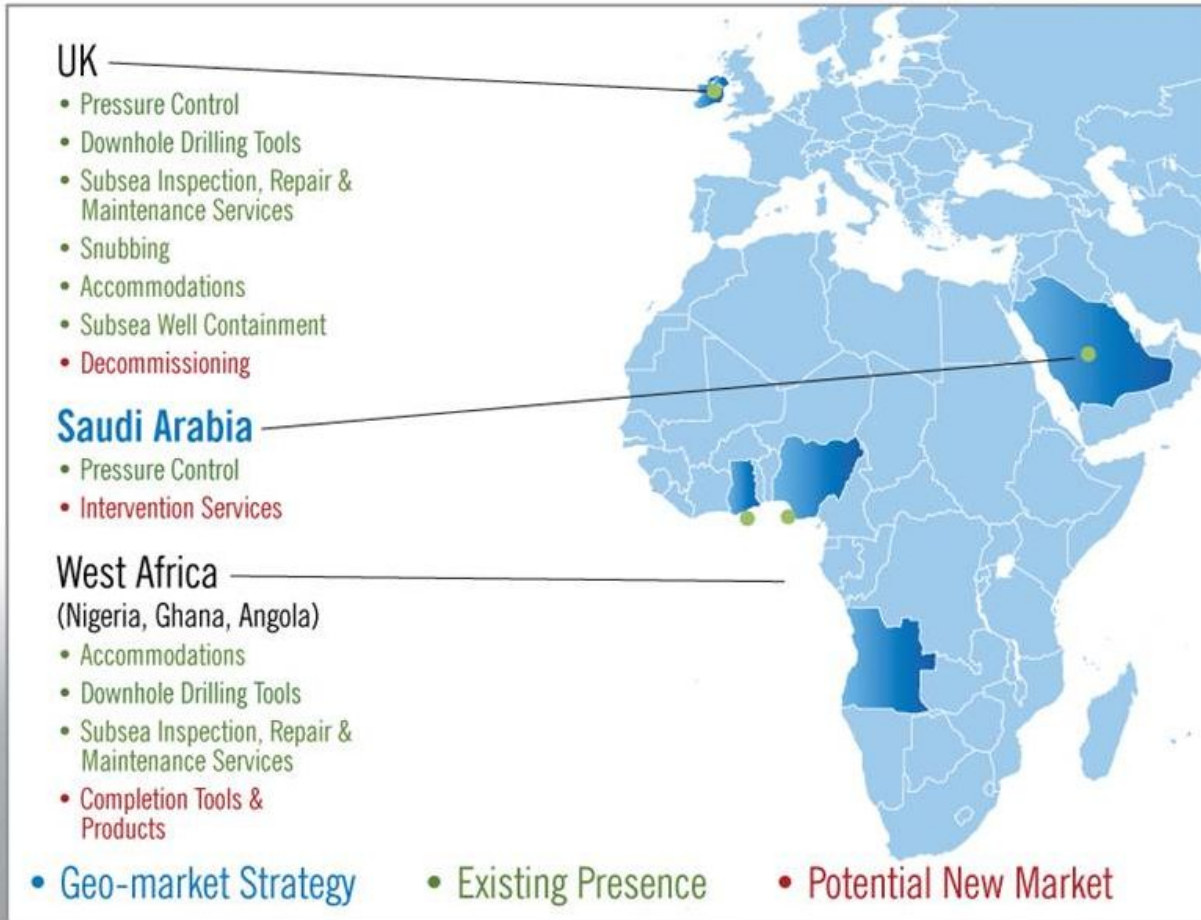 UK
• Pressure Control
• Downhole Drilling Tools
• Subsea Inspection, Repair &
Maintenance Services
• Snubbing
• Accommodations
• Subsea Well Containment
• Decommissioning
Saudi Arabia
• Pressure Control
• Intervention Services
West Africa
(Nigeria, Ghana, Angola)
• Accommodations
• Downhole Drilling Tools
• Subsea Inspection, Repair &
Maintenance Services
• Completion Tools &
Products
• Geo-market Strategy • Existing Presence • Potential New Market